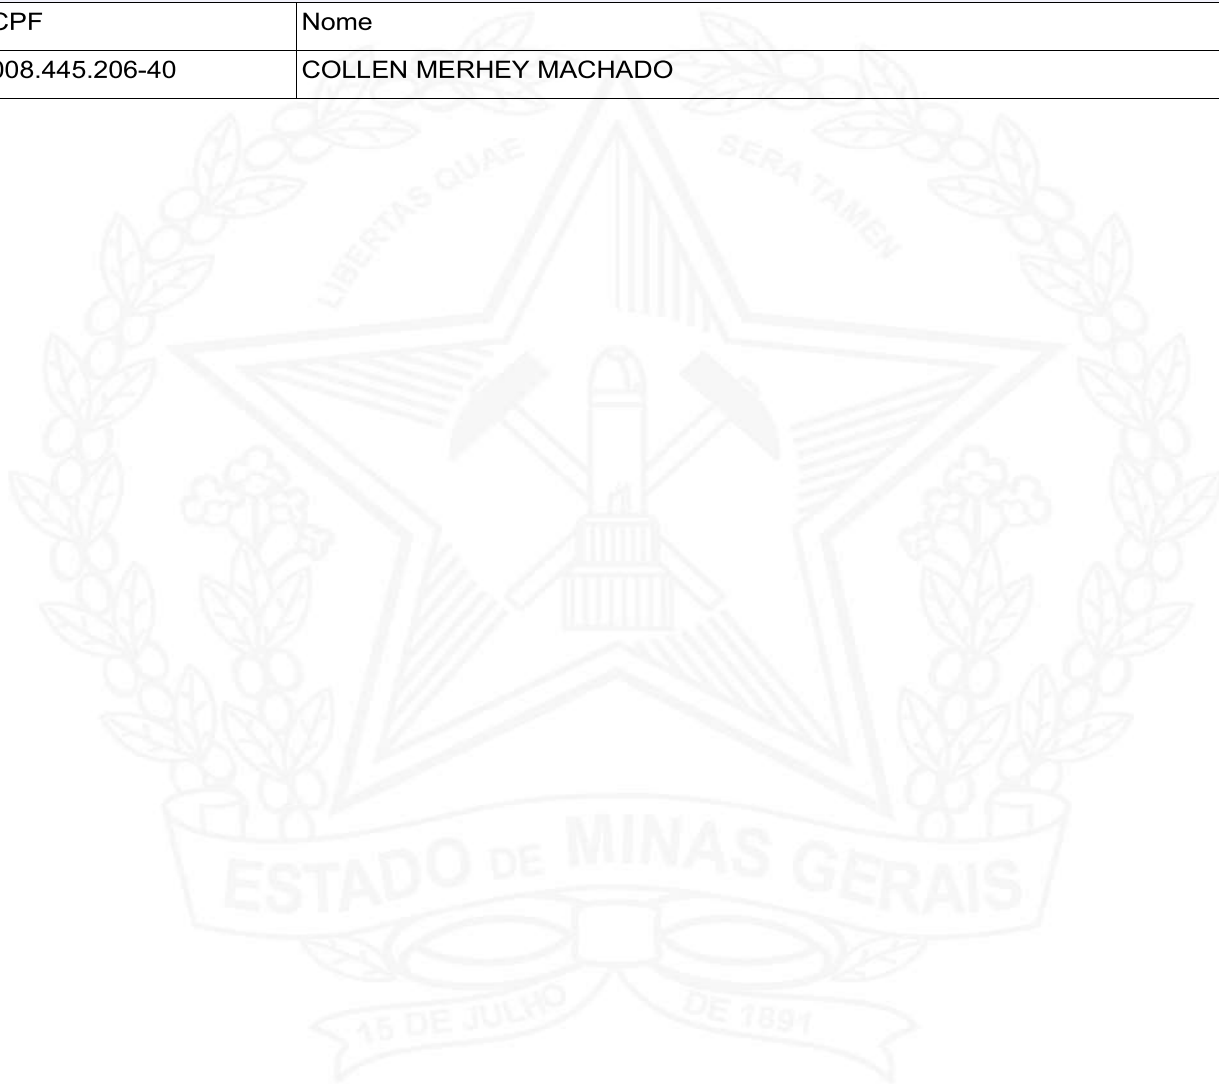 CPF Nome
008.445.206-40 COLLEN MERHEY MACHADO
LIBERTAS QUAE SERA TAMEN
ESTADO DE MINAS GERAIS
15 DE JULHO DE 1891